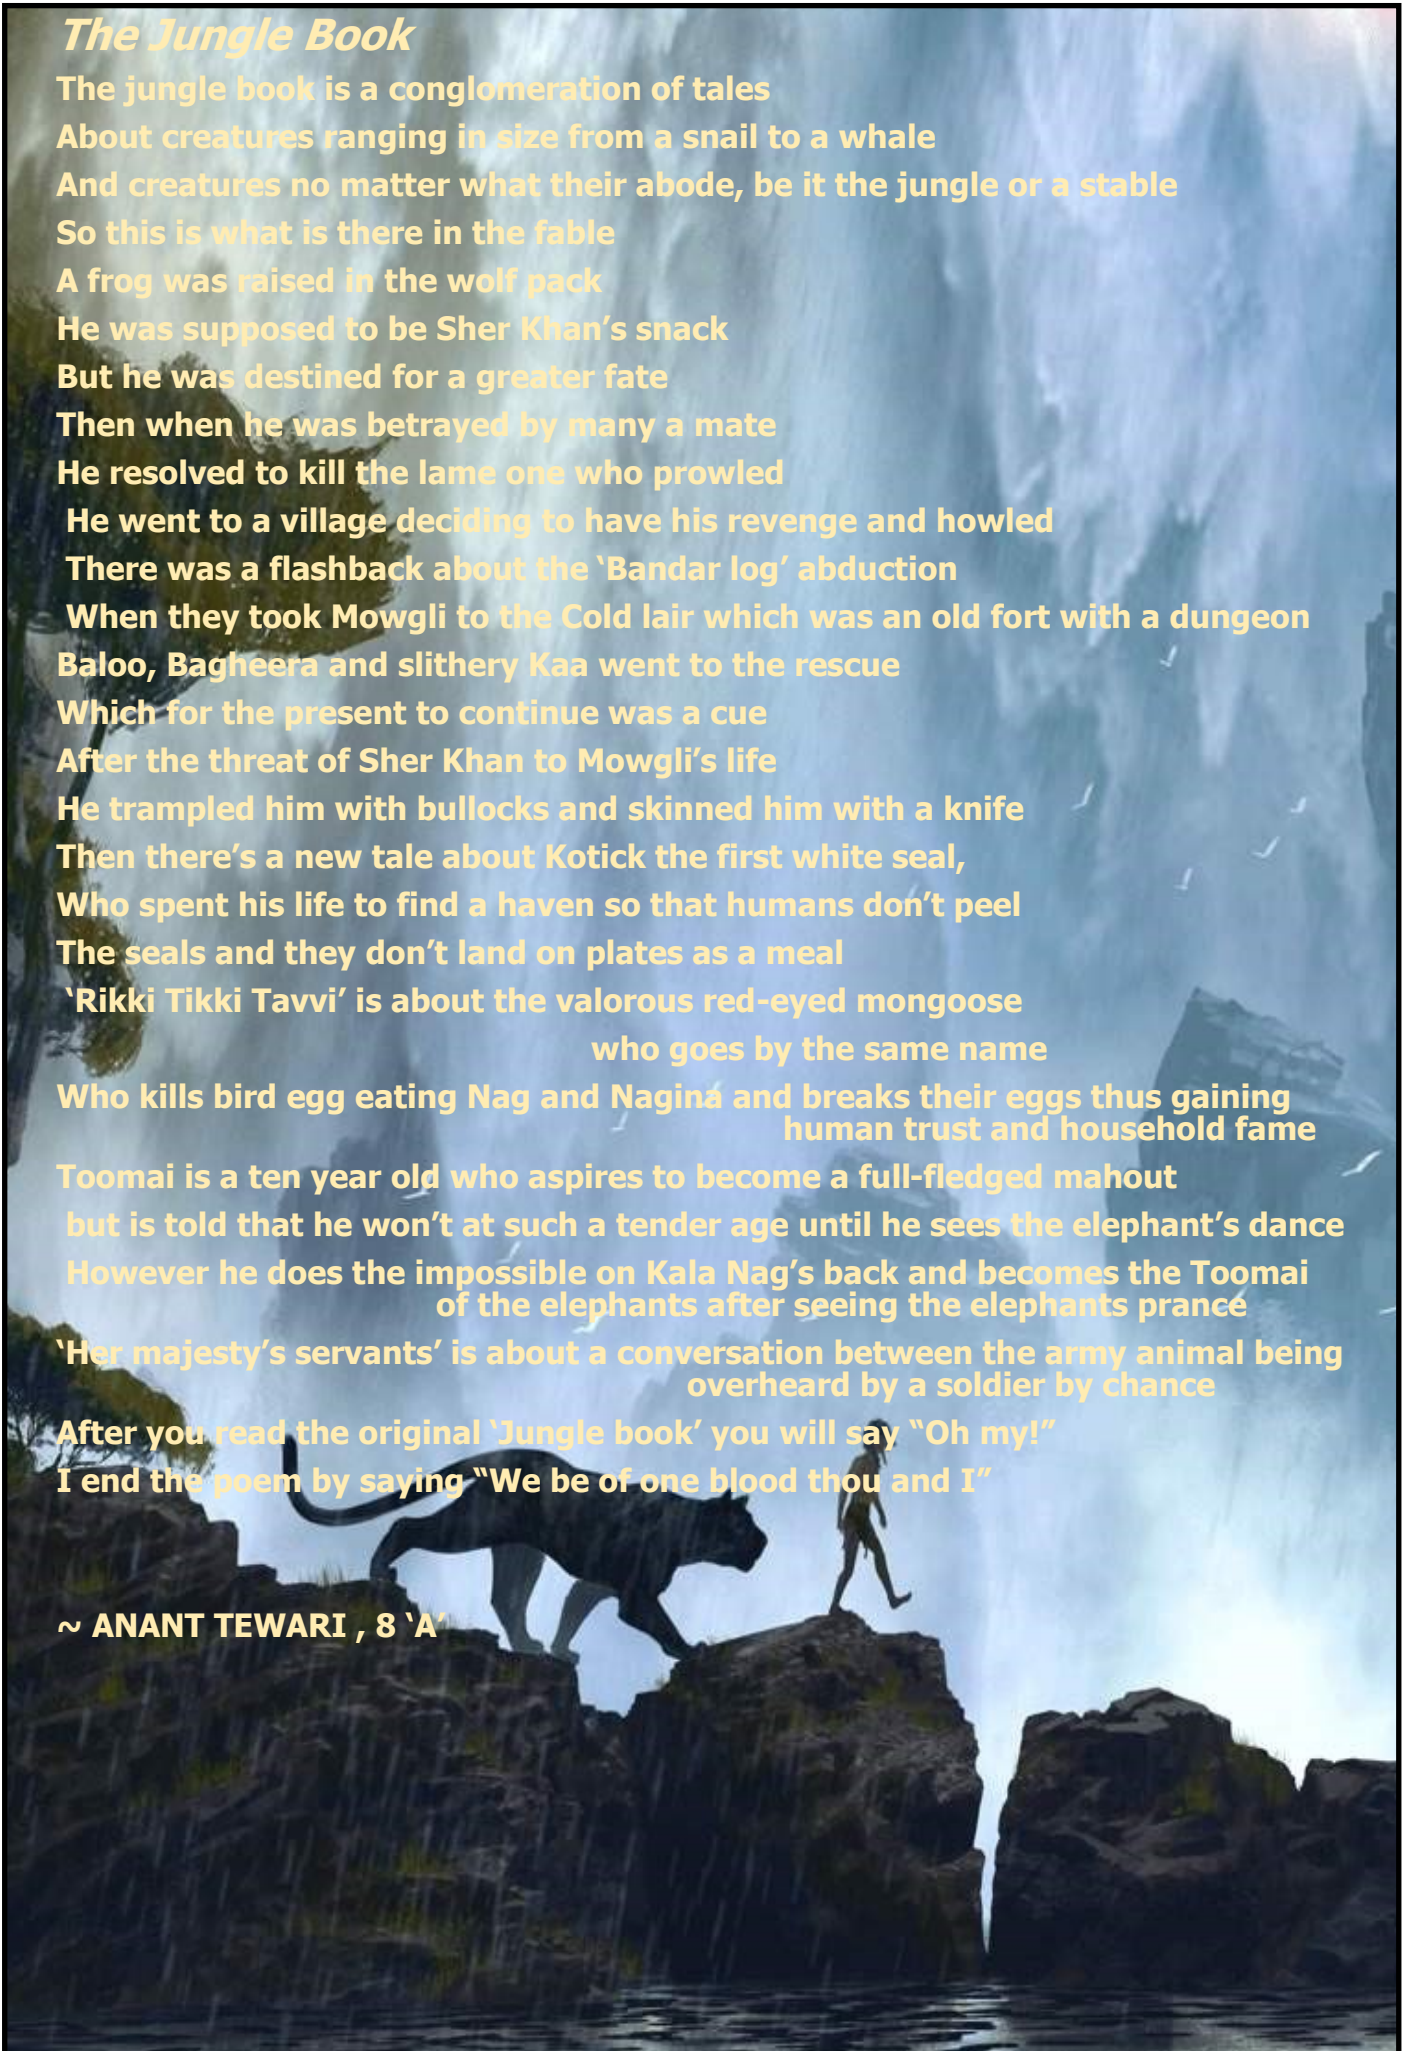 The Jungle Book
The jungle book is a conglomeration of tales
About creatures ranging in size from a snail to a whale
And creatures no matter what their abode, be it the jungle or a stable
So this is what is there in the fable
A frog was raised in the wolf pack
He was supposed to be Sher Khan’s snack
But he was destined for a greater fate
Then when he was betrayed by many a mate
He resolved to kill the lame one who prowled
He went to a village deciding to have his revenge and howled
There was a flashback about the ‘Bandar log’ abduction
When they took Mowgli to the Cold lair which was an old fort with a dungeon
Baloo, Bagheera and slithery Kaa went to the rescue
Which for the present to continue was a cue
After the threat of Sher Khan to Mowgli’s life
He trampled him with bullocks and skinned him with a knife
Then there’s a new tale about Kotick the first white seal,
Who spent his life to find a haven so that humans don’t peel
The seals and they don’t land on plates as a meal
‘Rikki Tikki Tavvi’ is about the valorous red-eyed mongoose
who goes by the same name
Who kills bird egg eating Nag and Nagina and breaks their eggs thus gaining
human trust and household fame
Toomai is a ten year old who aspires to become a full-fledged mahout
but is told that he won’t at such a tender age until he sees the elephant’s dance
However he does the impossible on Kala Nag’s back and becomes the Toomai
of the elephants after seeing the elephants prance
‘Her majesty’s servants’ is about a conversation between the army animal being
overheard by a soldier by chance
After you read the original ‘Jungle book’ you will say “Oh my!”
I end the poem by saying “We be of one blood thou and I”
~ ANANT TEWARI , 8 ‘A’